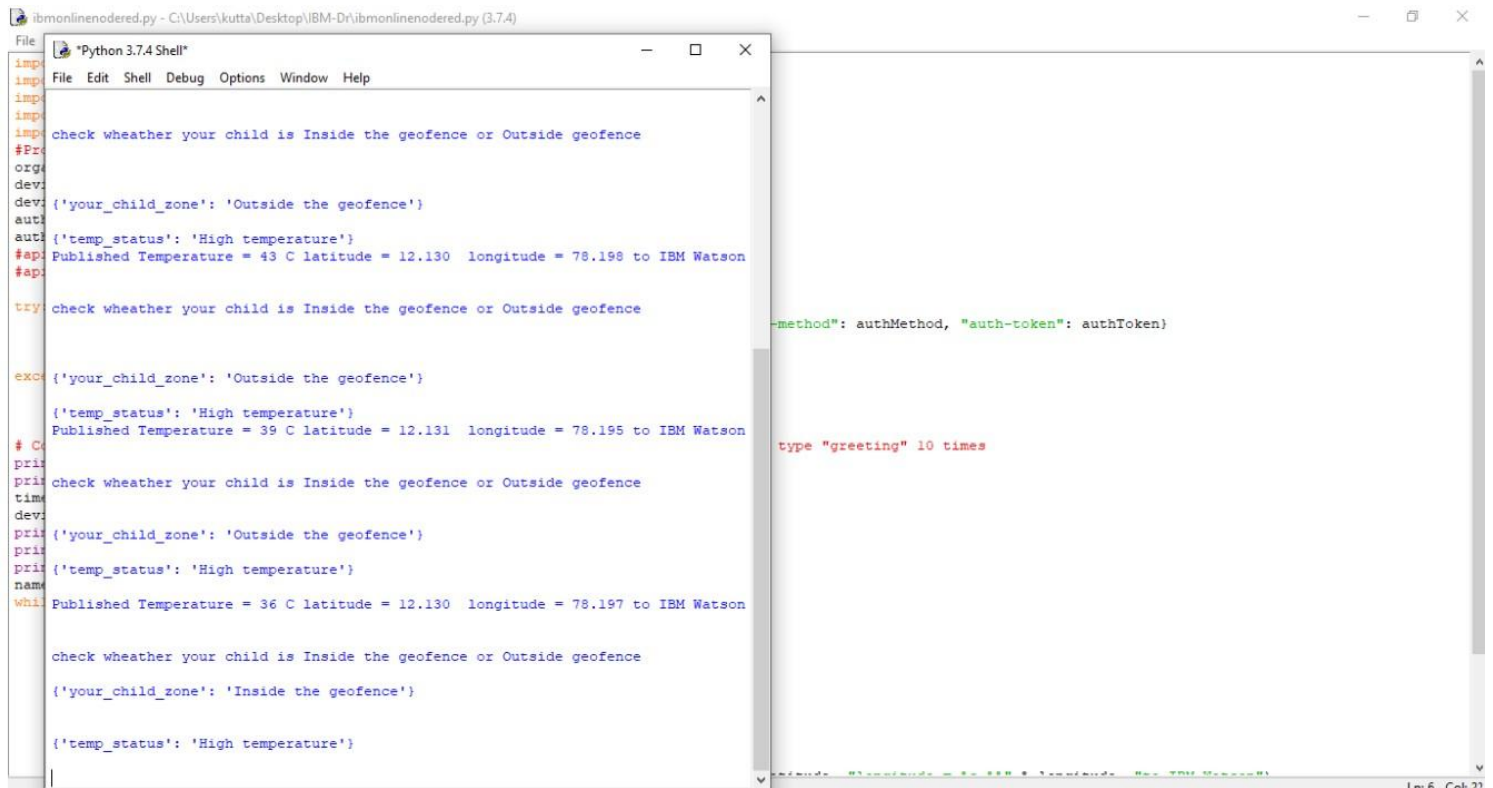 ibmonlinenodered.py - C:\Users\kutta\Desktop\IBM-Dr\ibmonlinenodered.py (3.7.4)
File
*Python 3.7.4 Shell*
File Edit Shell Debug Options Window Help
check wheather your child is Inside the geofence or Outside geofence
{'your_child_zone': 'Outside the geofence'}
{'temp_status': 'High temperature'}
Published Temperature = 43 C latitude = 12.130 longitude = 78.198 to IBM Watson
check wheather your child is Inside the geofence or Outside geofence
{'your_child_zone': 'Outside the geofence'}
{'temp_status': 'High temperature'}
Published Temperature = 39 C latitude = 12.131 longitude = 78.195 to IBM Watson
check wheather your child is Inside the geofence or Outside geofence
{'your_child_zone': 'Outside the geofence'}
{'temp_status': 'High temperature'}
Published Temperature = 36 C latitude = 12.130 longitude = 78.197 to IBM Watson
check wheather your child is Inside the geofence or Outside geofence
{'your_child_zone': 'Inside the geofence'}
{'temp_status': 'High temperature'}
-method": authMethod, "auth-token": authToken}
type "greeting" 10 times
Ln: 6 Col: 21